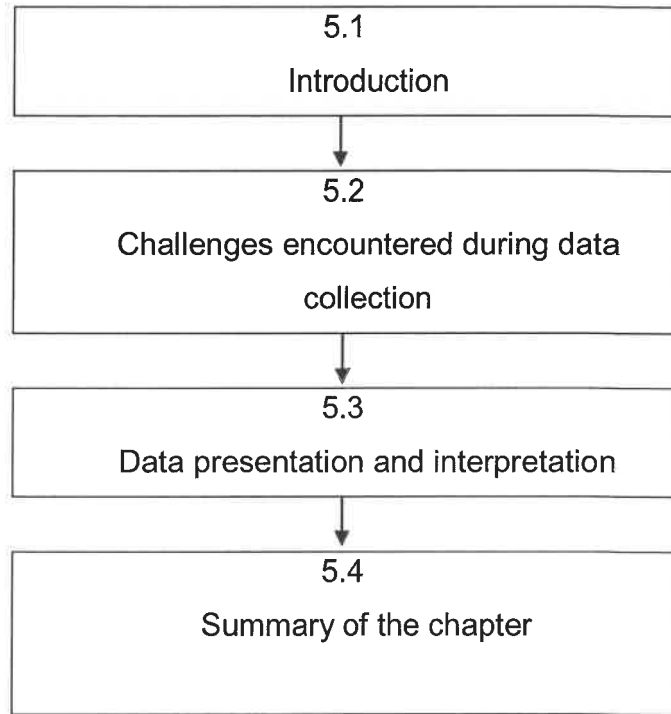 5.1
Introduction
5.2
Challenges encountered during data
collection
5.3
Data presentation and interpretation
5.4
Summary of the chapter